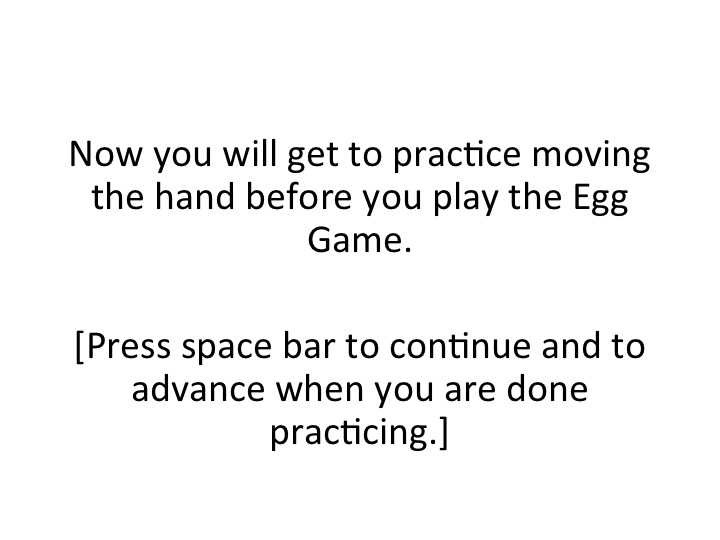 Now you will get to practice moving
the hand before you play the Egg
Game.
[Press space bar to continue and to
advance when you are done
practicing.]